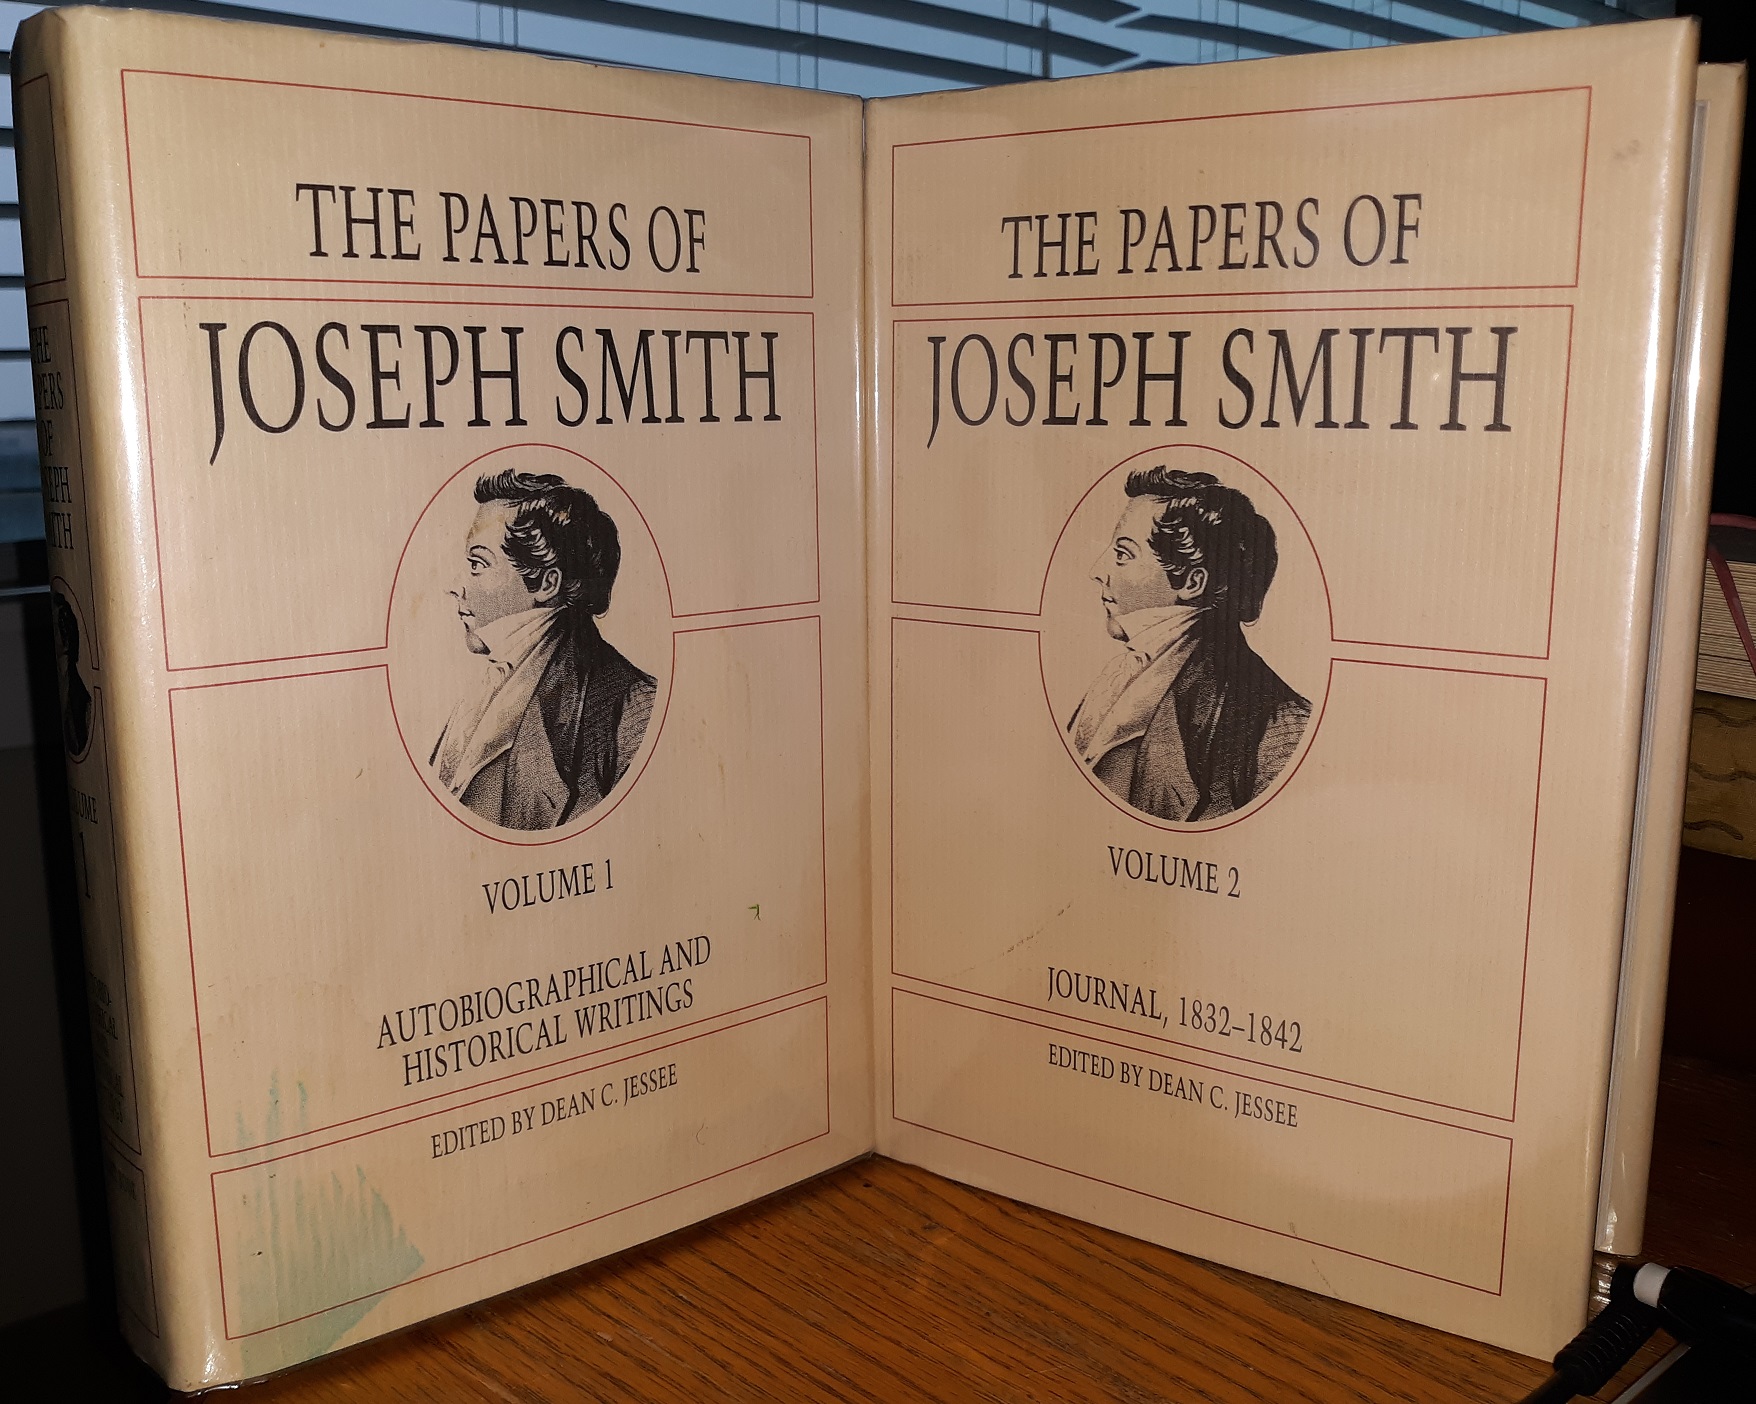 THE PAPERS OF
JOSEPH SMITH
VOLUME 1
AUTOBIOGRAPHICAL AND
HISTORICAL WRITINGS
EDITED BY DEAN C. JESSEE
THE PAPERS OF
JOSEPH SMITH
VOLUME 2
JOURNAL, 1832–1842
EDITED BY DEAN C. JESSEE